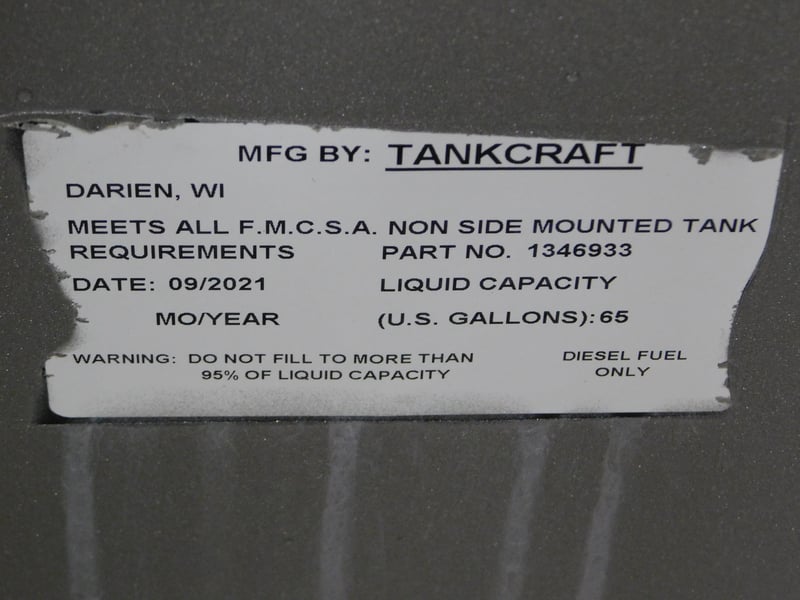 MFG BY: TANKCRAFT
DARIEN, WI
MEETS ALL F.M.C.S.A. NON SIDE MOUNTED TANK
REQUIREMENTS PART NO. 1346933
DATE: 09/2021 LIQUID CAPACITY
MO/YEAR (U.S. GALLONS): 65
WARNING: DO NOT FILL TO MORE THAN DIESEL FUEL
95% OF LIQUID CAPACITY ONLY